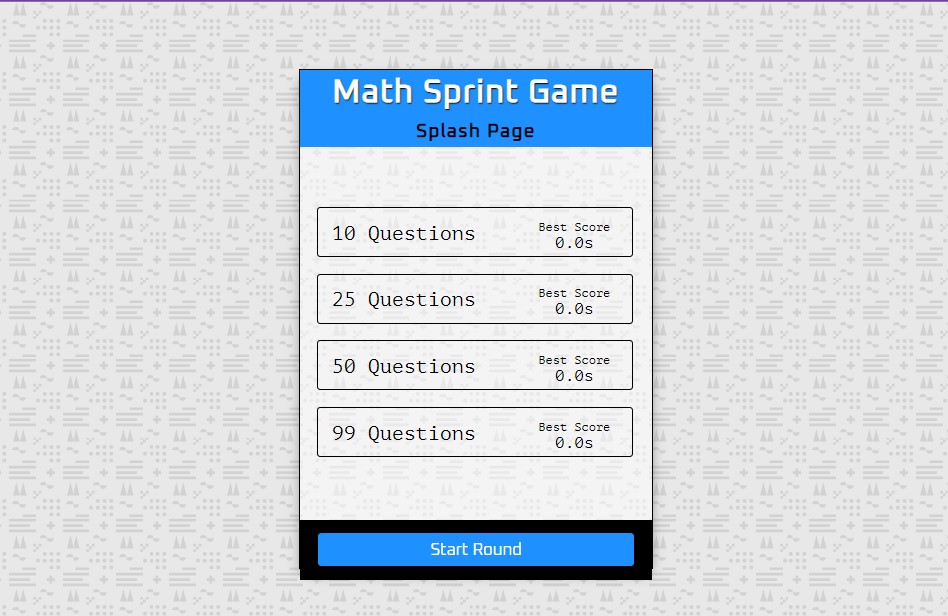 Math Sprint Game
Splash Page
10 Questions
Best Score
0.0s
25 Questions
Best Score
0.0s
50 Questions
Best Score
0.0s
99 Questions
Best Score
0.0s
Start Round